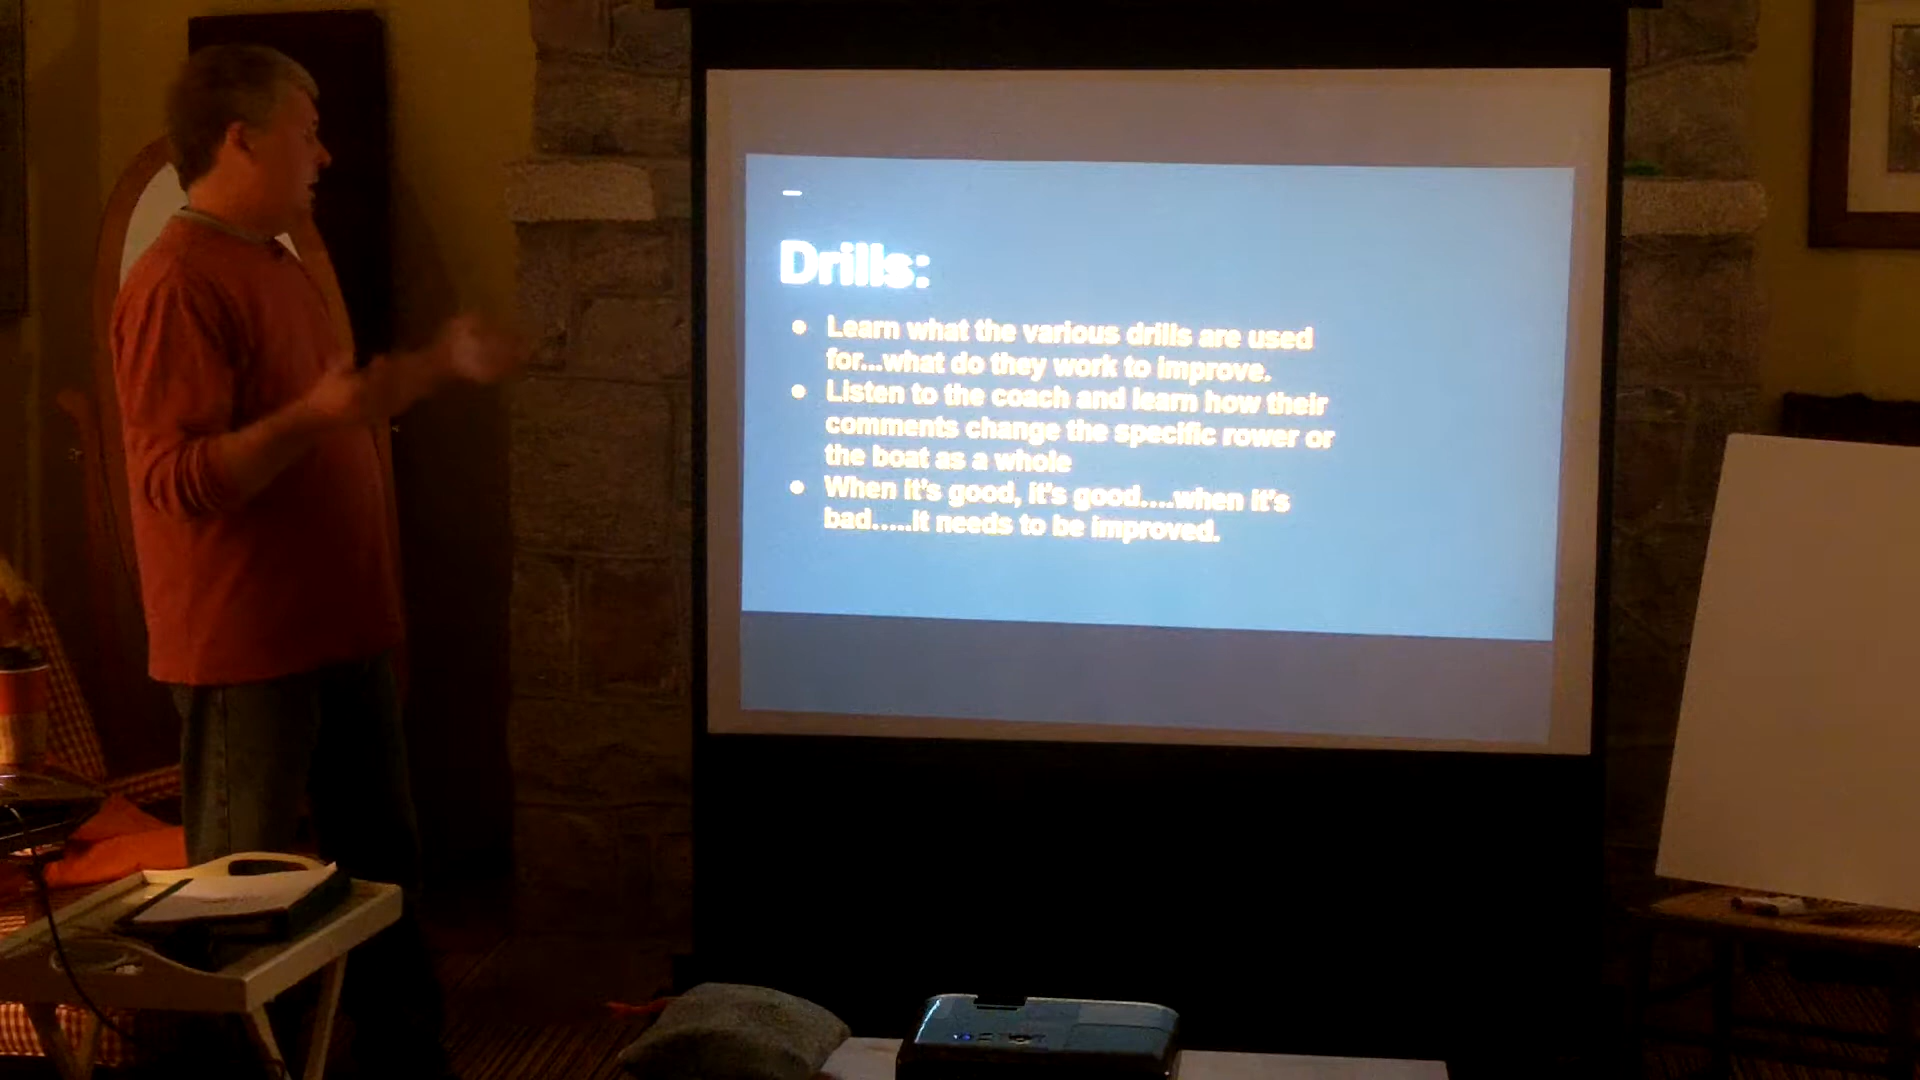 Drills:
● Learn what the various drills are used
for...what do they work to improve.
● Listen to the coach and learn how their
comments change the specific rower or
the boat as a whole
● When it's good, it's good....when it's
bad.....it needs to be improved.